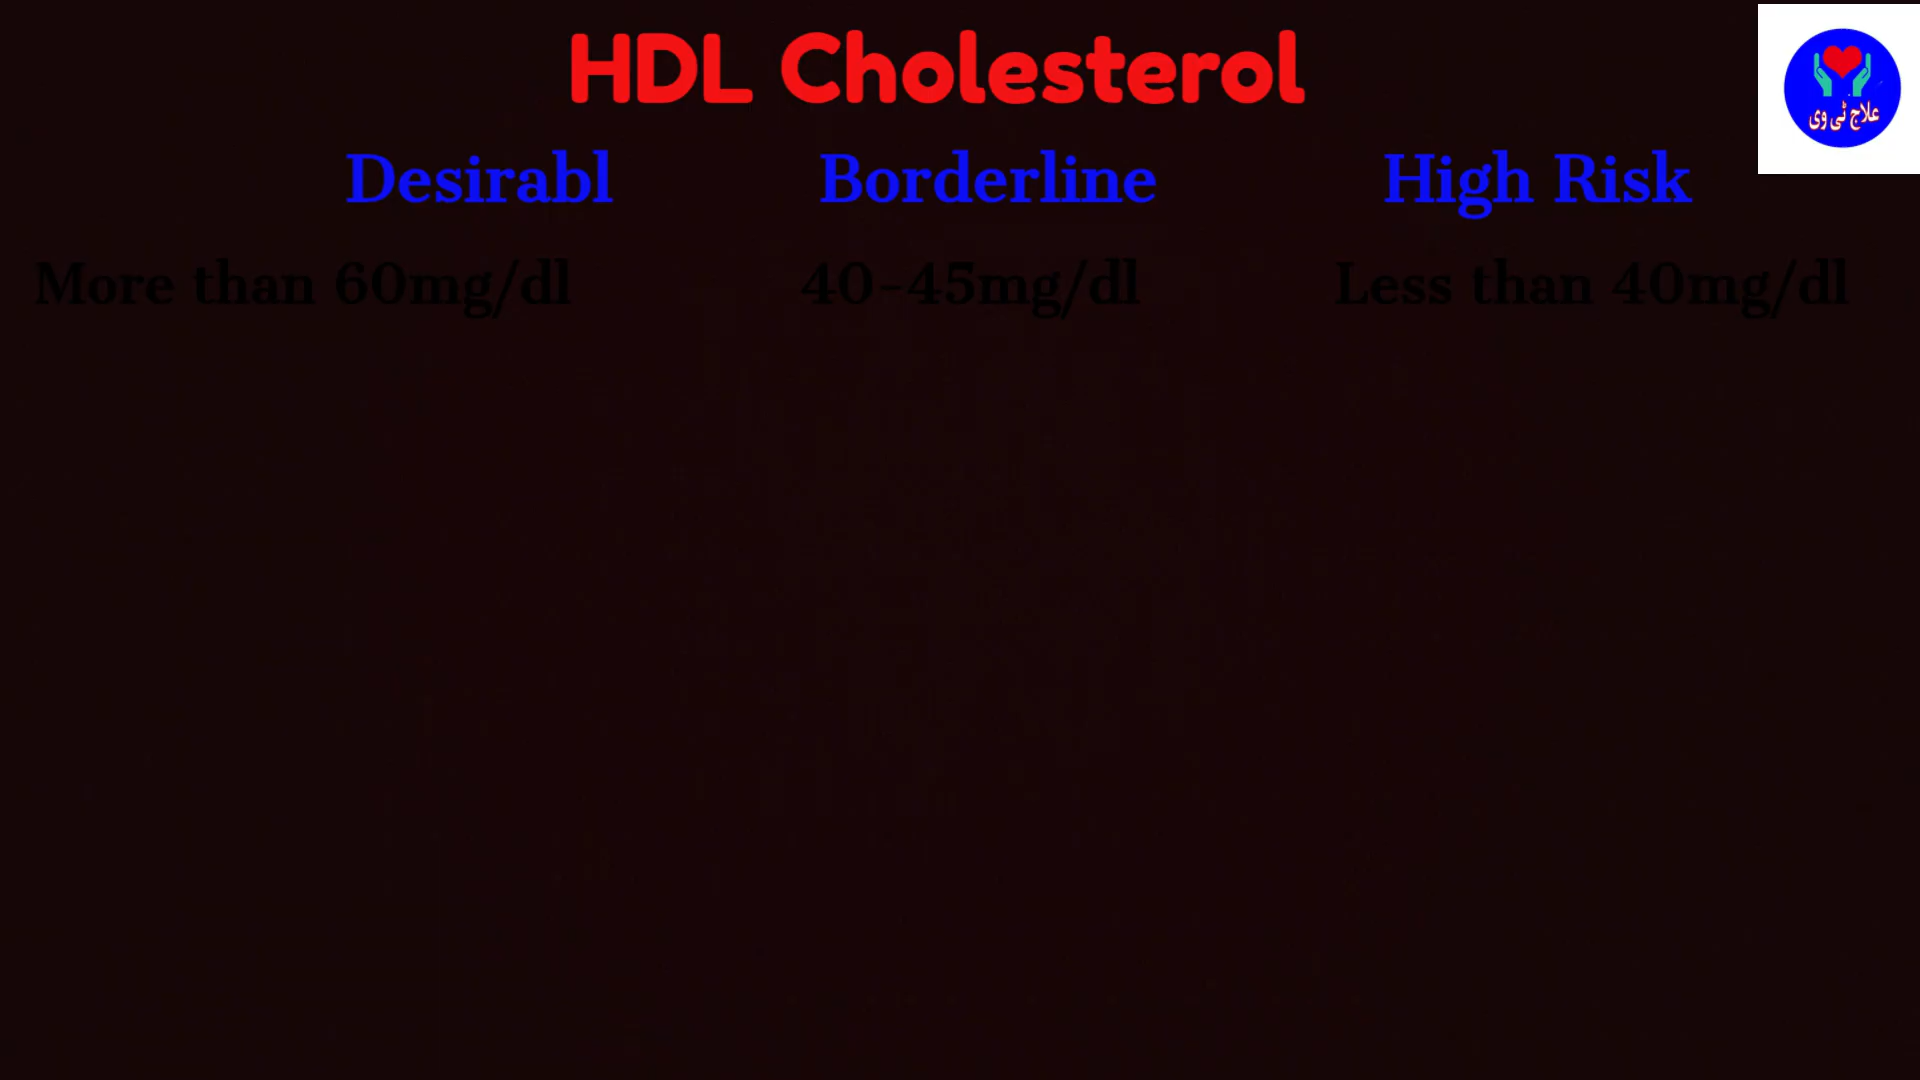 HDL Cholesterol
Desirabl Borderline High Risk
More than 60mg/dl 40-45mg/dl Less than 40mg/dl
علاج ٹی وی